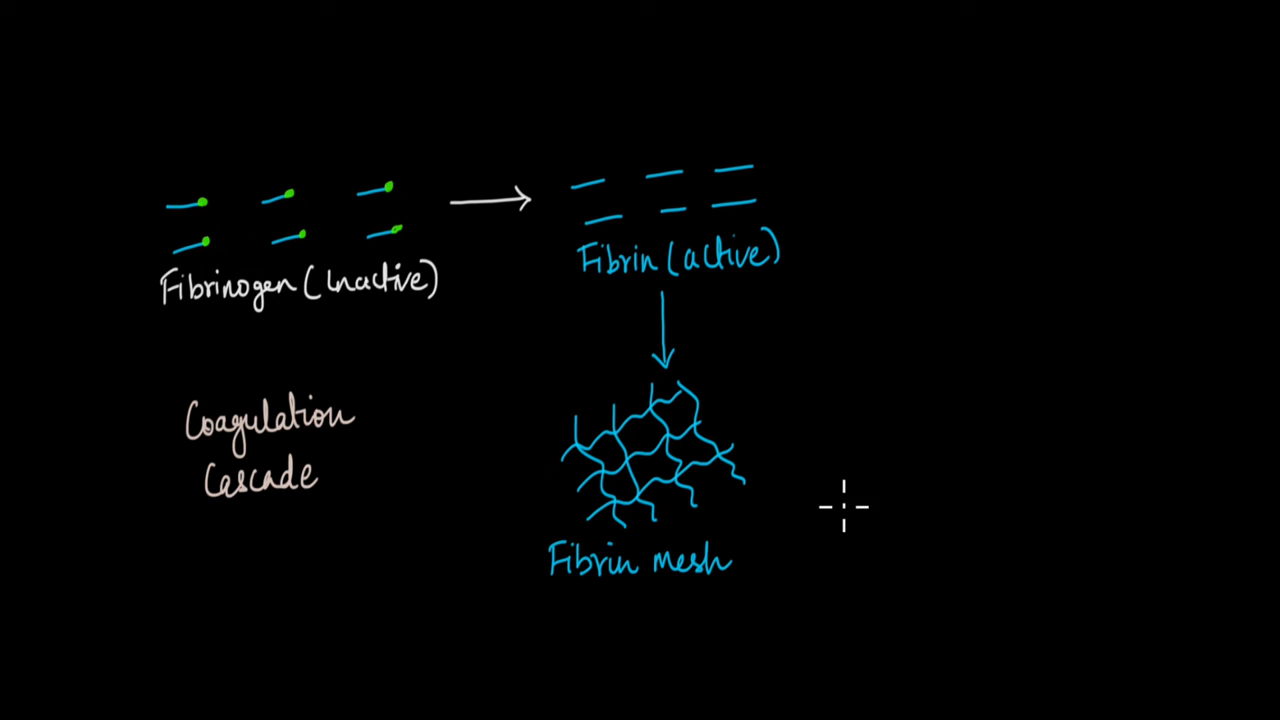 Fibrinogen (Inactive)
Fibrin (active)
Coagulation
Cascade
Fibrin mesh